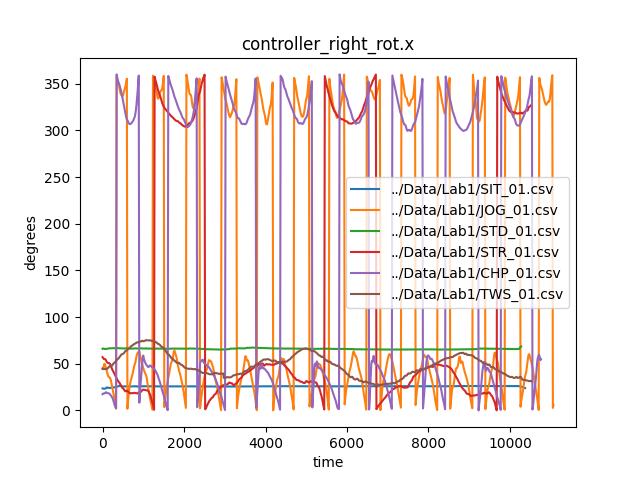 controller_right_rot.x
degrees
350
300
250
200
150
100
50
0
../Data/Lab1/SIT_01.csv
../Data/Lab1/JOG_01.csv
../Data/Lab1/STD_01.csv
../Data/Lab1/STR_01.csv
../Data/Lab1/CHP_01.csv
../Data/Lab1/TWS_01.csv
0 2000 4000 6000 8000 10000
time